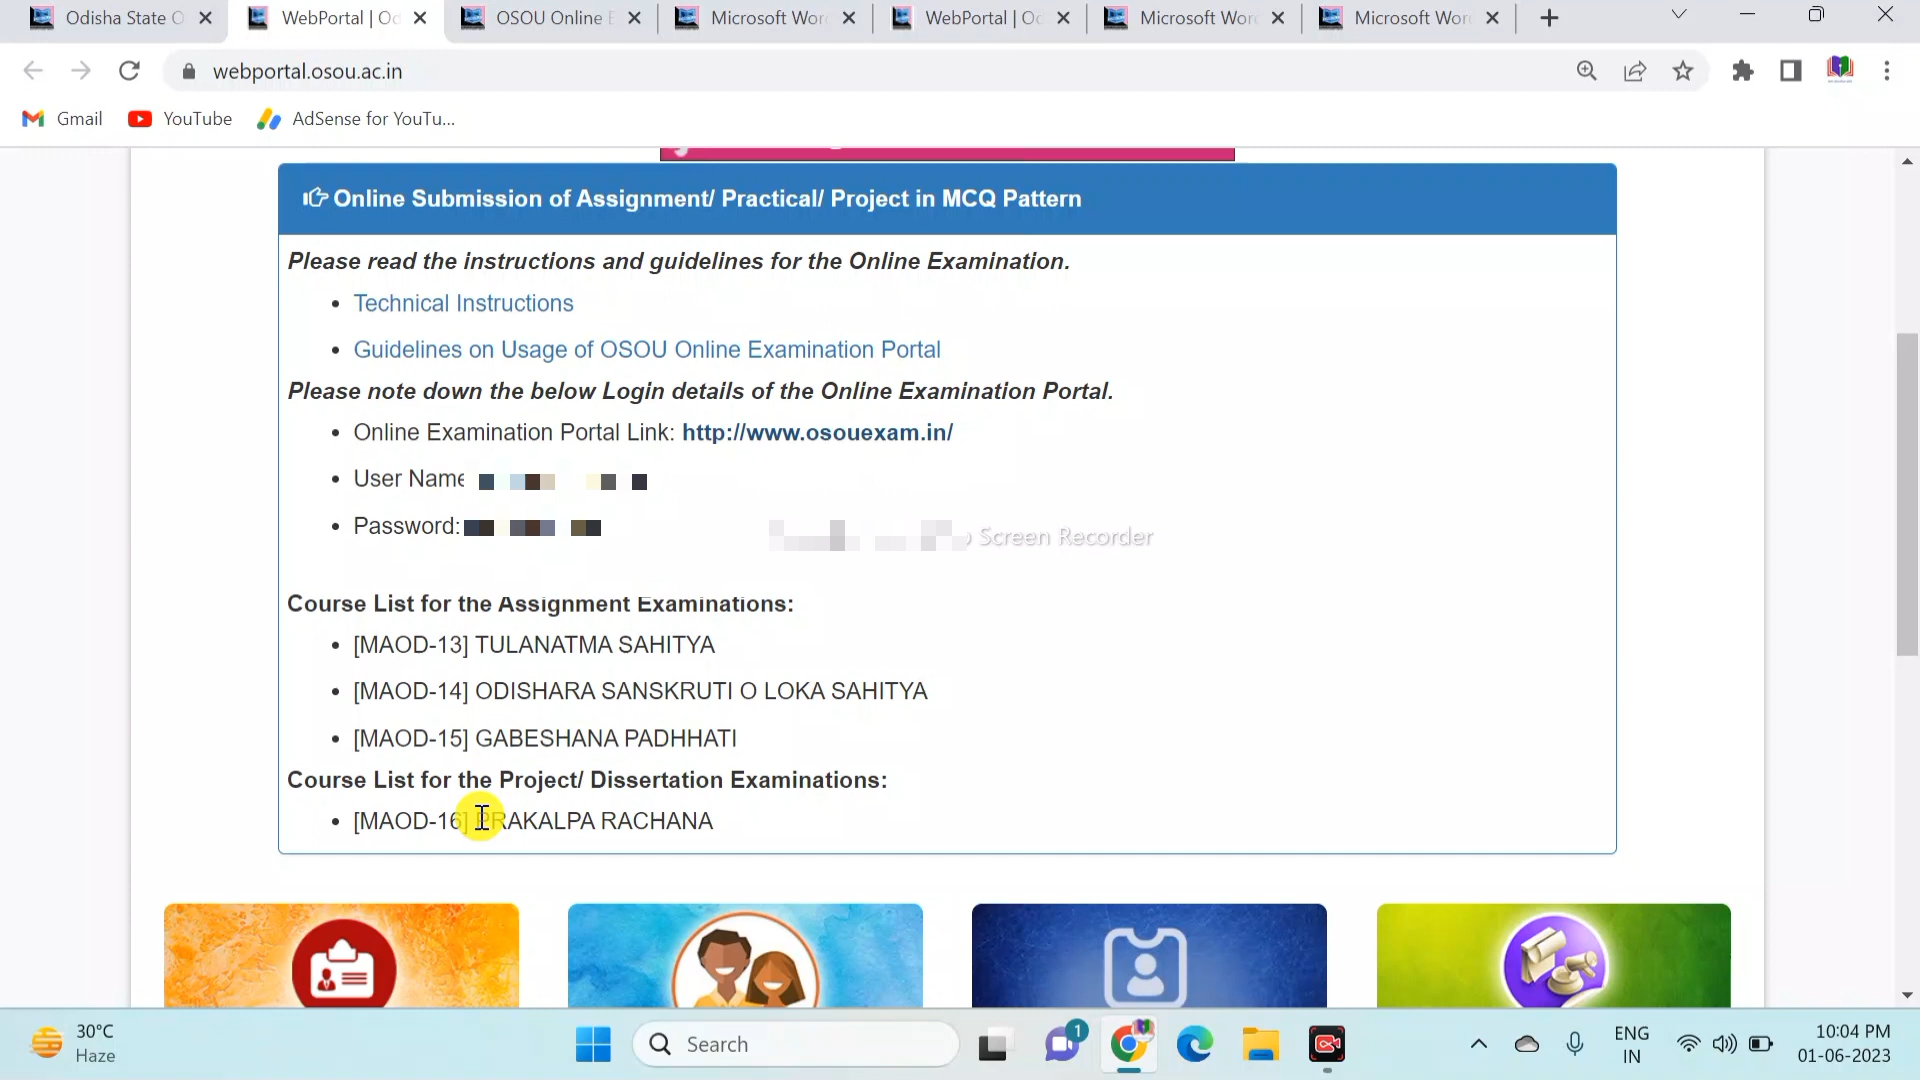 Odisha State O
WebPortal | Od
OSOU Online E
Microsoft Wor
WebPortal | Od
Microsoft Wor
Microsoft Wor
webportal.osou.ac.in
Gmail
YouTube
AdSense for YouTu...
Online Submission of Assignment/ Practical/ Project in MCQ Pattern
Please read the instructions and guidelines for the Online Examination.
• Technical Instructions
• Guidelines on Usage of OSOU Online Examination Portal
Please note down the below Login details of the Online Examination Portal.
• Online Examination Portal Link: http://www.osouexam.in/
• User Name
• Password:
Screen Recorder
Course List for the Assignment Examinations:
• [MAOD-13] TULANATMA SAHITYA
• [MAOD-14] ODISHARA SANSKRUTI O LOKA SAHITYA
• [MAOD-15] GABESHANA PADHHATI
Course List for the Project/ Dissertation Examinations:
• [MAOD-16] PRAKALPA RACHANA
30°C
Haze
Search
1
ENG
IN
10:04 PM
01-06-2023